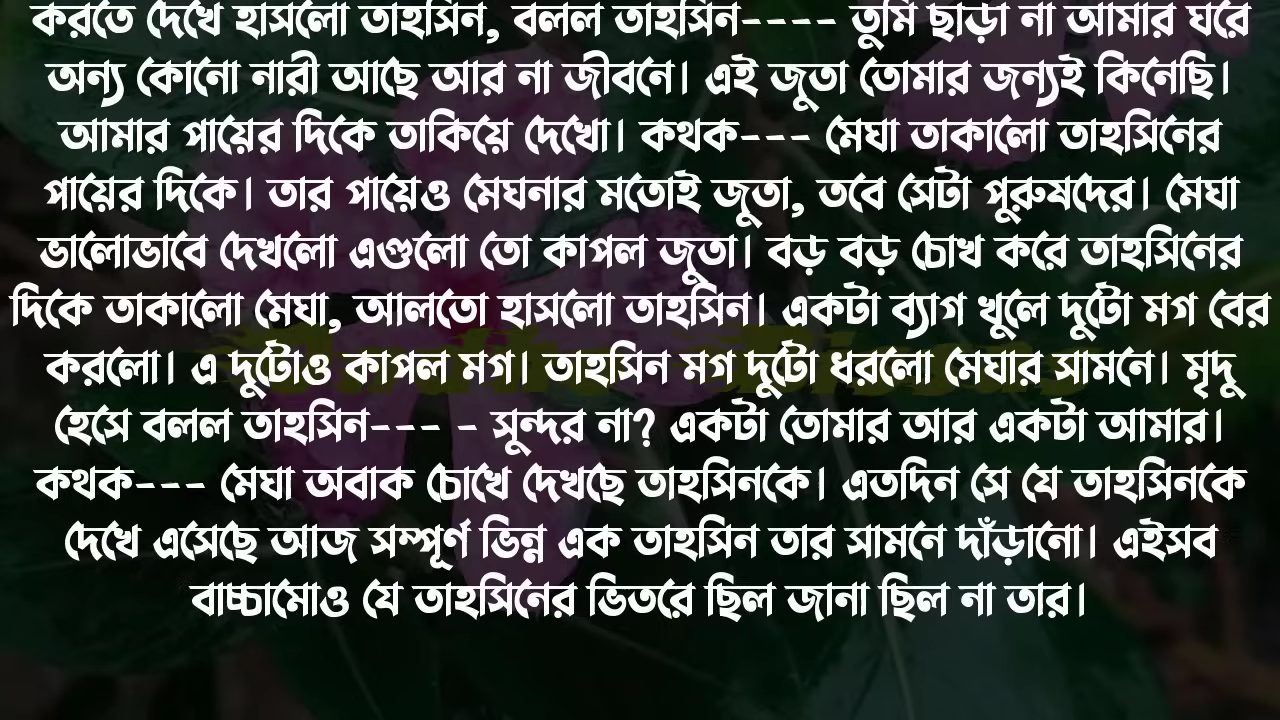 করতে দেখে হাসলো তাহসিন, বলল তাহসিন---- তুমি ছাড়া না আমার ঘরে
অন্য কোনো নারী আছে আর না জীবনে। এই জুতা তোমার জন্যই কিনেছি।
আমার পায়ের দিকে তাকিয়ে দেখো। কথক--- মেঘা তাকালো তাহসিনের
পায়ের দিকে। তার পায়েও মেঘনার মতোই জুতা, তবে সেটা পুরুষদের। মেঘা
ভালোভাবে দেখলো এগুলো তো কাপল জুতা। বড় বড় চোখ করে তাহসিনের
দিকে তাকালো মেঘা, আলতো হাসলো তাহসিন। একটা ব্যাগ খুলে দুটো মগ বের
করলো। এ দুটোও কাপল মগ। তাহসিন মগ দুটো ধরলো মেঘার সামনে। মৃদু
হেসে বলল তাহসিন--- - সুন্দর না? একটা তোমার আর একটা আমার।
কথক--- মেঘা অবাক চোখে দেখছে তাহসিনকে। এতদিন সে যে তাহসিনকে
দেখে এসেছে আজ সম্পূর্ণ ভিন্ন এক তাহসিন তার সামনে দাঁড়ানো। এইসব
বাচ্চামোও যে তাহসিনের ভিতরে ছিল জানা ছিল না তার।